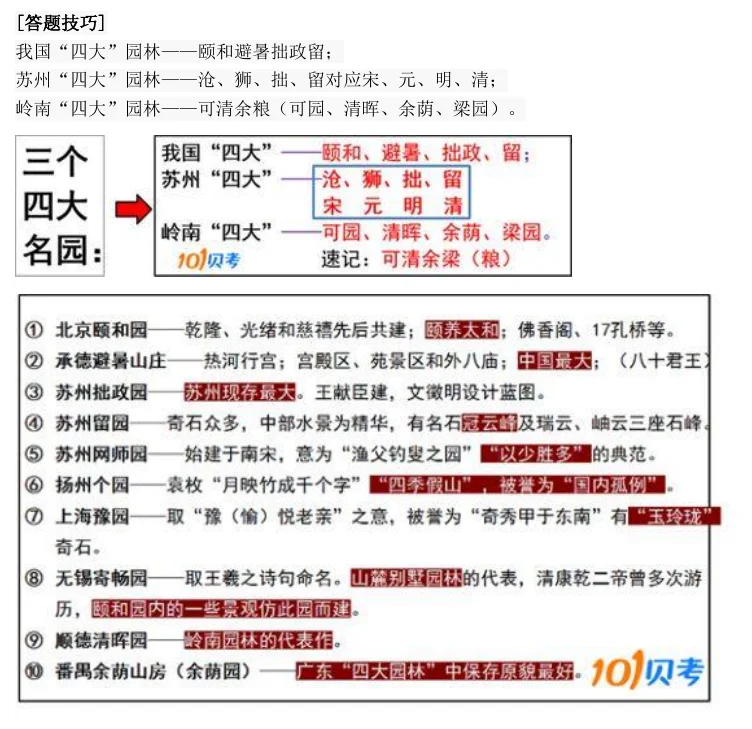 [答题技巧]
我国“四大”园林——颐和避暑拙政留；
苏州“四大”园林——沧、狮、拙、留对应宋、元、明、清；
岭南“四大”园林——可清余粮（可园、清晖、余荫、梁园）。
三个
四大
名园：
我国“四大”——颐和、避暑、拙政、留；
苏州“四大”——沧、狮、拙、留
宋 元 明 清
岭南“四大”——可园、清晖、余荫、梁园。
101贝考
速记：可清余梁（粮）
① 北京颐和园——乾隆、光绪和慈禧先后共建；颐养太和；佛香阁、17孔桥等。
② 承德避暑山庄——热河行宫；宫殿区、苑景区和外八庙；中国最大；（八十君王）
③ 苏州拙政园——苏州现存最大。王献臣建，文徵明设计蓝图。
④ 苏州留园——奇石众多，中部水景为精华，有名石冠云峰及瑞云、岫云三座石峰。
⑤ 苏州网师园——始建于南宋，意为“渔父钓叟之园”“以少胜多”的典范。
⑥ 扬州个园——袁枚“月映竹成千个字”“四季假山”，被誉为“国内孤例”。
⑦ 上海豫园——取“豫（愉）悦老亲”之意，被誉为“奇秀甲于东南”有“玉玲珑”
奇石。
⑧ 无锡寄畅园——取王羲之诗句命名。山麓别墅园林的代表，清康乾二帝曾多次游
历，颐和园内的一些景观仿此园而建。
⑨ 顺德清晖园——岭南园林的代表作。
⑩ 番禺余荫山房（余荫园）——广东“四大园林”中保存原貌最好。
101贝考